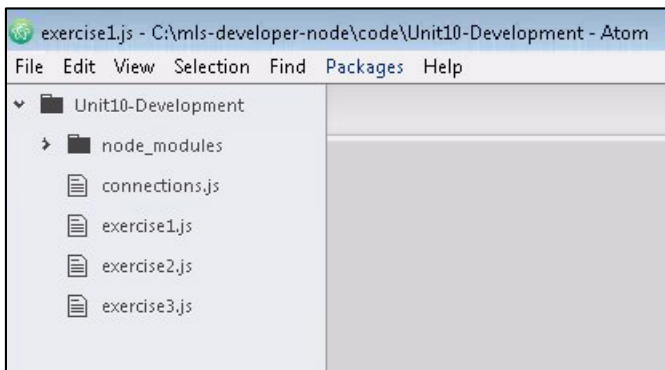 exercise1.js - C:\mls-developer-node\code\Unit10-Development - Atom
File Edit View Selection Find Packages Help
Unit10-Development
node_modules
connections.js
exercise1.js
exercise2.js
exercise3.js